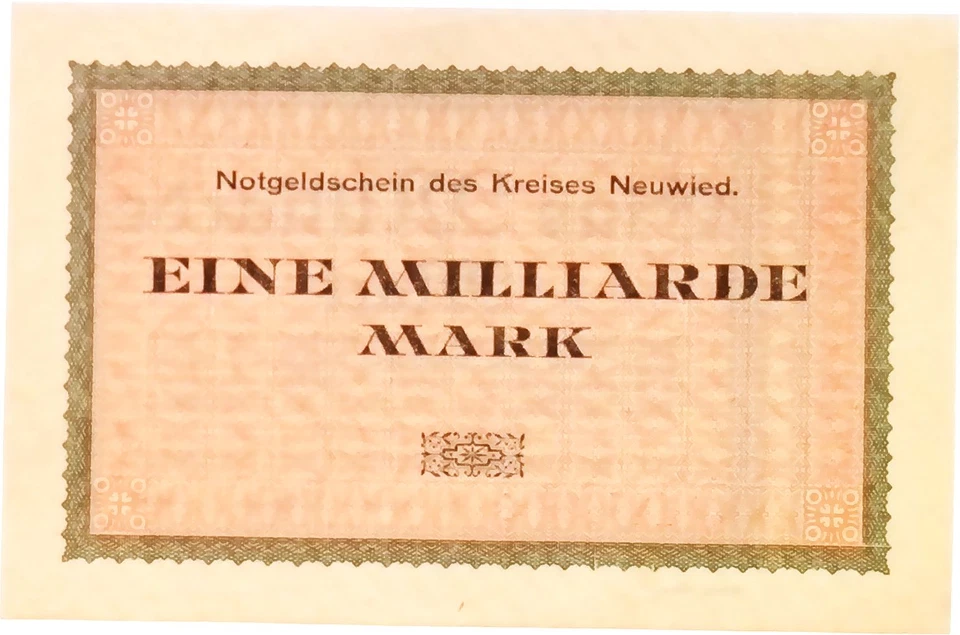 Notgeldschein des Kreises Neuwied.
EINE MILLIARDE
MARK